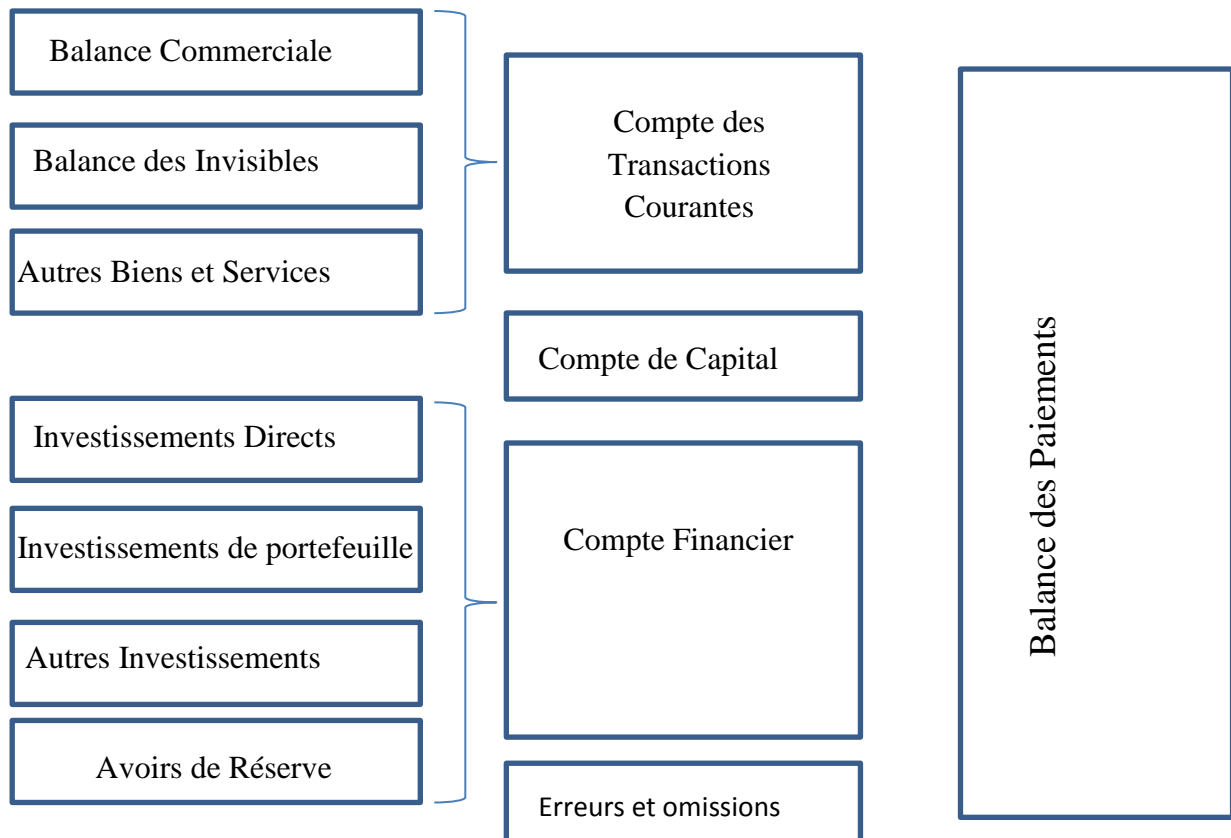 Balance Commerciale
Balance des Invisibles
Autres Biens et Services
Compte des
Transactions
Courantes
Compte de Capital
Investissements Directs
Investissements de portefeuille
Autres Investissements
Avoirs de Réserve
Compte Financier
Erreurs et omissions
Balance des Paiements